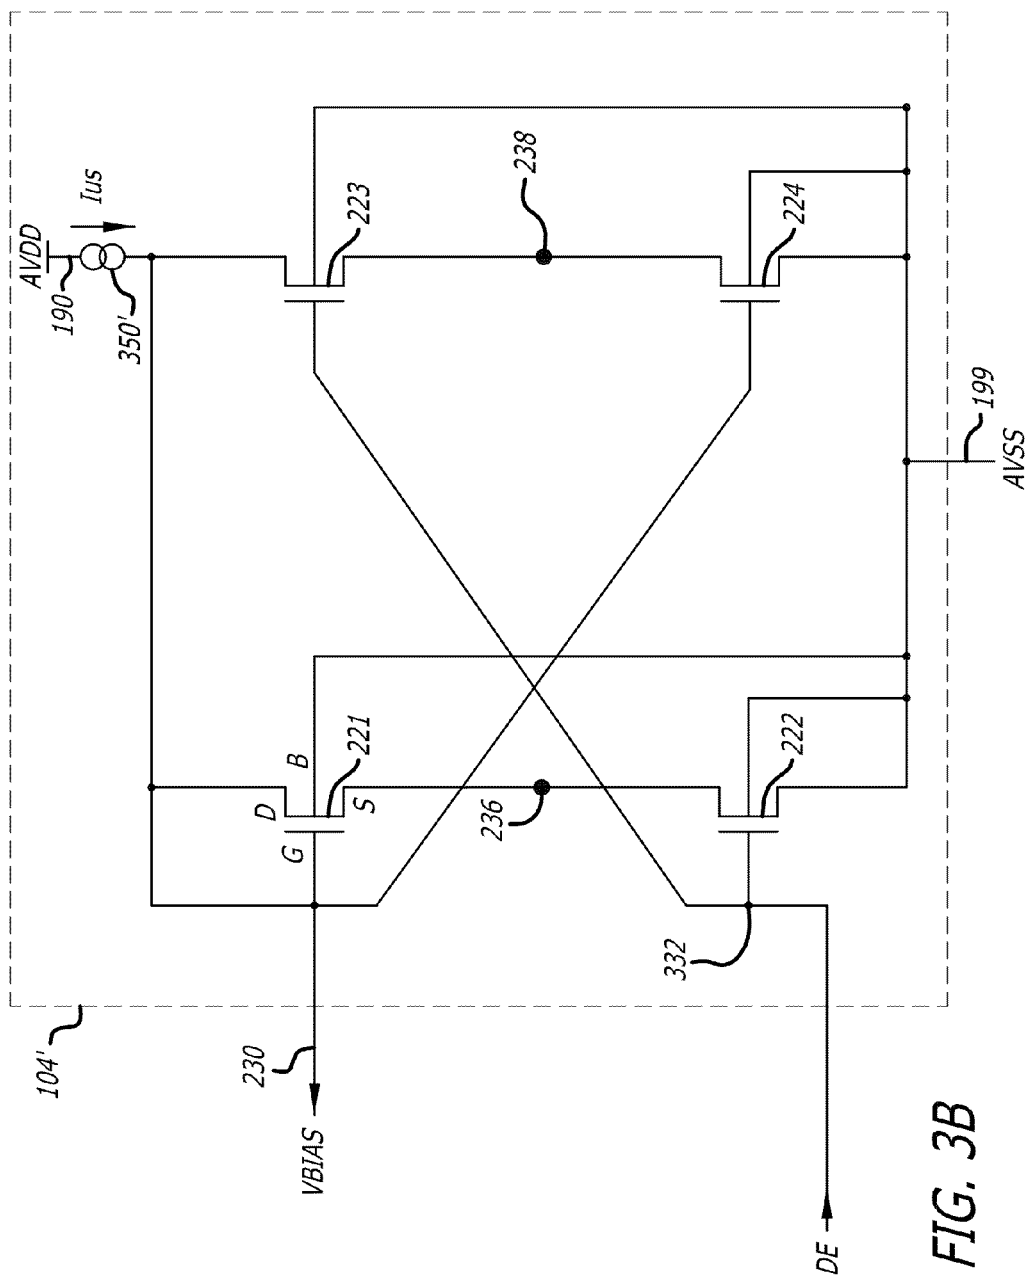 104'
AVDD
190
350'
Ius
223
238
224
199
AVSS
221
B
D
G
S
236
222
332
230
VBIAS
DE
FIG. 3B